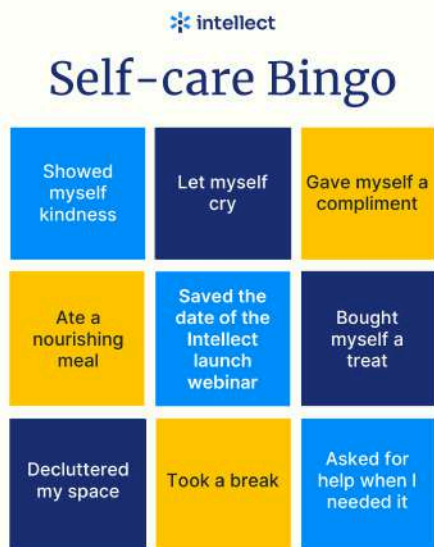 intellect
Self-care Bingo
Showed
myself
kindness
Let myself
cry
Gave myself a
compliment
Ate a
nourishing
meal
Saved the
date of the
Intellect
launch
webinar
Bought
myself a
treat
Decluttered
my space
Took a break
Asked for
help when I
needed it